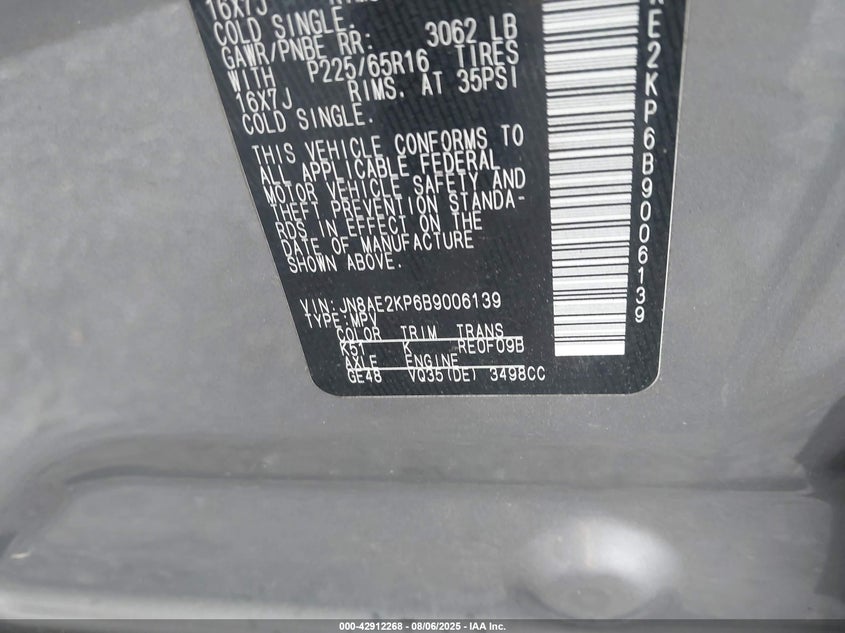 16X7J
COLD SINGLE.
GAWR/PNBE RR: 3062 LB
WITH P225/65R16 TIRES
16X7J RIMS. AT 35PSI
COLD SINGLE.
THIS VEHICLE CONFORMS TO
ALL APPLICABLE FEDERAL
MOTOR VEHICLE SAFETY AND
THEFT PREVENTION STANDA-
RDS IN EFFECT ON THE
DATE OF MANUFACTURE
SHOWN ABOVE.
VIN: JN8AE2KP6B9006139
TYPE:MPV
COLOR TRIM TRANS
K51 K RE0F09B
AXLE ENGINE
GE48 VQ35(DE) 3498CC
E2KP6B9006139
000-42912268 - 08/06/2025 - IAA Inc.